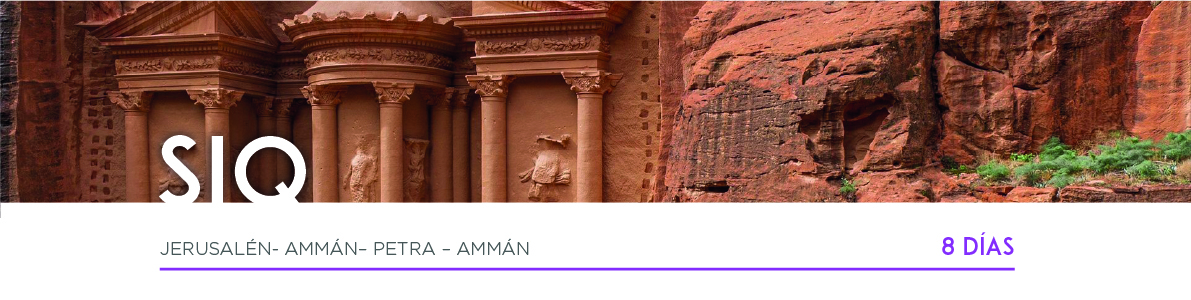 SIQ
JERUSALÉN- AMMÁN– PETRA – AMMÁN
8 DÍAS